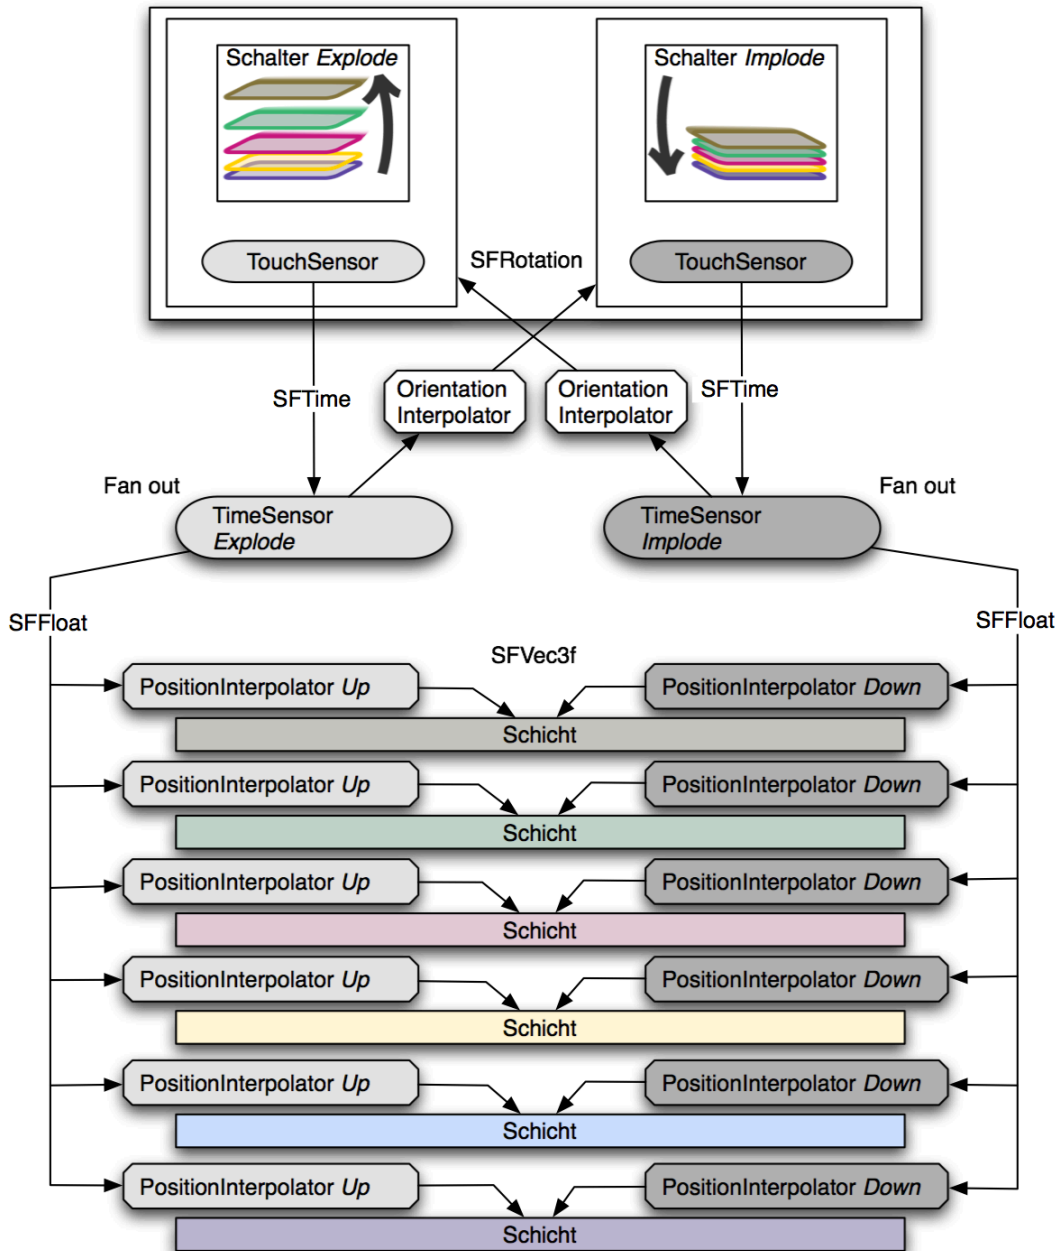 Schalter Explode
Schalter Implode
TouchSensor
SFRotation
TouchSensor
SFTime
Orientation
Interpolator
Orientation
Interpolator
SFTime
Fan out
Fan out
TimeSensor
Explode
TimeSensor
Implode
SFFloat
SFFloat
SFVec3f
PositionInterpolator Up
PositionInterpolator Down
Schicht
PositionInterpolator Up
PositionInterpolator Down
Schicht
PositionInterpolator Up
PositionInterpolator Down
Schicht
PositionInterpolator Up
PositionInterpolator Down
Schicht
PositionInterpolator Up
PositionInterpolator Down
Schicht
PositionInterpolator Up
PositionInterpolator Down
Schicht